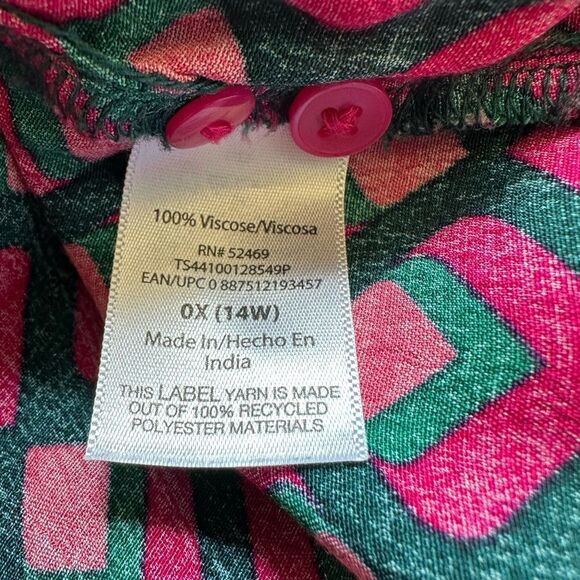 100% Viscose/Viscosa
RN# 52469
TS44100128549P
EAN/UPC 0 887512193457
0X (14W)
Made In/Hecho En
India
THIS LABEL YARN IS MADE
OUT OF 100% RECYCLED
POLYESTER MATERIALS